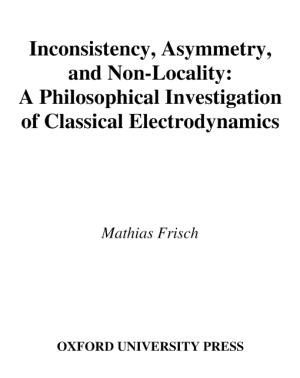 Inconsistency, Asymmetry,
and Non-Locality:
A Philosophical Investigation
of Classical Electrodynamics
Mathias Frisch
OXFORD UNIVERSITY PRESS